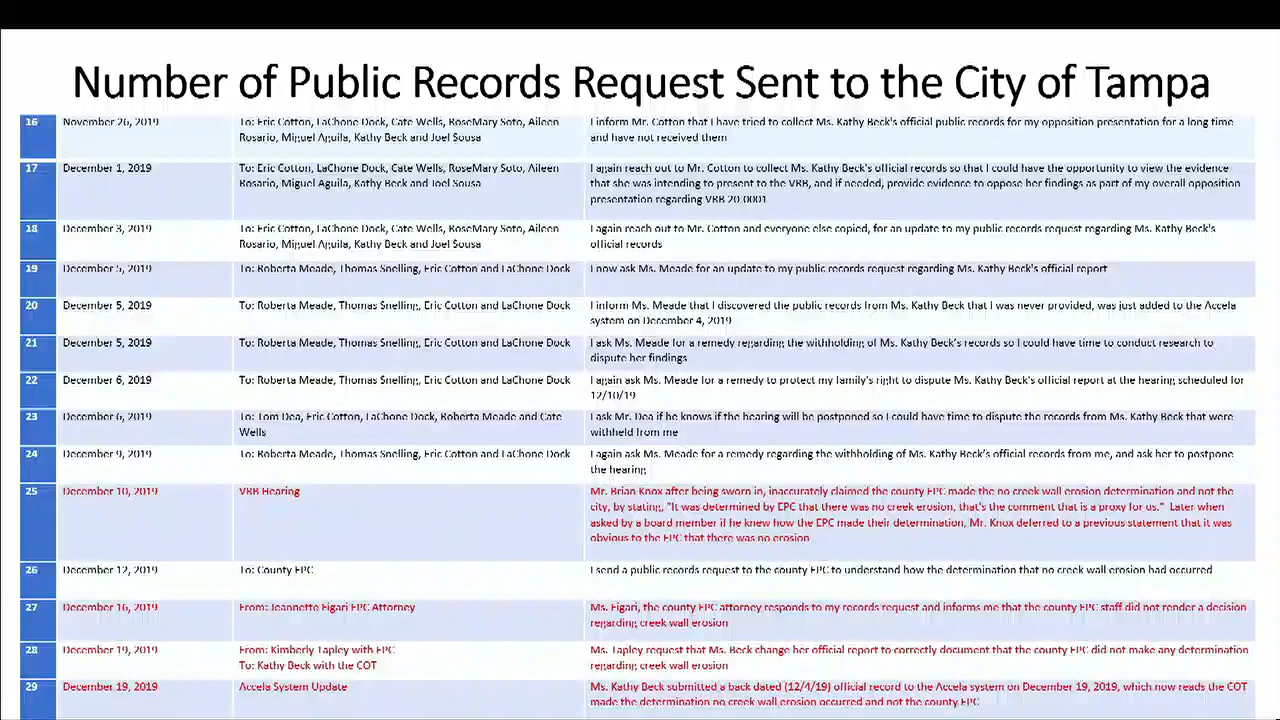 Number of Public Records Request Sent to the City of Tampa
16 November 26, 2019 To: Eric Cotton, LaChone Dock, Cate Wells, RoseMary Soto, Aileen I inform Mr. Cotton that I have tried to collect Ms. Kathy Beck's official public records for my opposition presentation for a long time
Rosario, Miguel Aguila, Kathy Beck and Joel Sousa and have not received them
17 December 1, 2019 To: Eric Cotton, LaChone Dock, Cate Wells, RoseMary Soto, Aileen I again reach out to Mr. Cotton to collect Ms. Kathy Beck's official records so that I could have the opportunity to view the evidence
Rosario, Miguel Aguila, Kathy Beck and Joel Sousa that she was intending to present to the VRB, and if needed, provide evidence to oppose her findings as part of my overall opposition
presentation regarding VRB 20-0001
18 December 3, 2019 To: Eric Cotton, LaChone Dock, Cate Wells, RoseMary Soto, Aileen I again reach out to Mr. Cotton and everyone else copied, for an update to my public records request regarding Ms. Kathy Beck's
Rosario, Miguel Aguila, Kathy Beck and Joel Sousa official records
19 December 5, 2019 To: Roberta Meade, Thomas Snelling, Eric Cotton and LaChone Dock I now ask Ms. Meade for an update to my public records request regarding Ms. Kathy Beck's official report
20 December 5, 2019 To: Roberta Meade, Thomas Snelling, Eric Cotton and LaChone Dock I inform Ms. Meade that I discovered the public records from Ms. Kathy Beck that I was never provided, was just added to the Accela
system on December 4, 2019
21 December 5, 2019 To: Roberta Meade, Thomas Snelling, Eric Cotton and LaChone Dock I ask Ms. Meade for a remedy regarding the withholding of Ms. Kathy Beck's records so I could have time to conduct research to
dispute her findings
22 December 6, 2019 To: Roberta Meade, Thomas Snelling, Eric Cotton and LaChone Dock I again ask Ms. Meade for a remedy to protect my family's right to dispute Ms. Kathy Beck's official report at the hearing scheduled for
12/10/19
23 December 6, 2019 To: Tom Dea, Eric Cotton, LaChone Dock, Roberta Meade and Cate I ask Mr. Dea if he knows if the hearing will be postponed so I could have time to dispute the records from Ms. Kathy Beck that were
Wells withheld from me
24 December 9, 2019 To: Roberta Meade, Thomas Snelling, Eric Cotton and LaChone Dock I again ask Ms. Meade for a remedy regarding the withholding of Ms. Kathy Beck's official records from me, and ask her to postpone
the hearing
25 December 10, 2019 VRB Hearing Mr. Brian Knox after being sworn in, inaccurately claimed the county EPC made the no creek wall erosion determination and not the
city, by stating, "It was determined by EPC that there was no creek erosion, that's the comment that is a proxy for us." Later when
asked by a board member if he knew how the EPC made their determination, Mr. Knox deferred to a previous statement that it was
obvious to the EPC that there was no erosion
26 December 12, 2019 To: County EPC I send a public records request to the county EPC to understand how the determination that no creek wall erosion had occurred
27 December 16, 2019 From: Jeannette Figari EPC Attorney Ms. Figari, the county EPC attorney responds to my records request and informs me that the county EPC staff did not render a decision
regarding creek wall erosion
28 December 19, 2019 From: Kimberly Tapley with EPC Ms. Tapley request that Ms. Beck change her official report to correctly document that the county EPC did not make any determination
To: Kathy Beck with the COT regarding creek wall erosion
29 December 19, 2019 Accela System Update Ms. Kathy Beck submitted a back dated (12/4/19) official record to the Accela system on December 19, 2019, which now reads the COT
made the determination no creek wall erosion occurred and not the county EPC